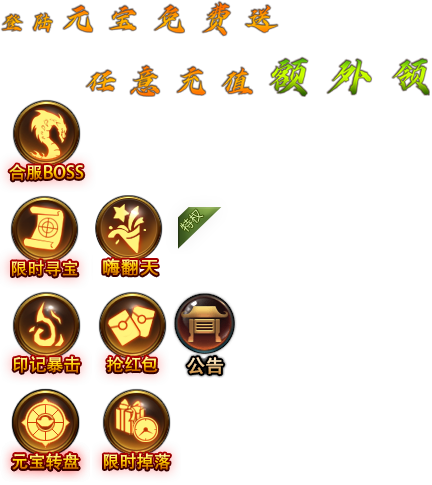 登陆元宝免费送
任意充值额外领
合服BOSS
限时寻宝
嗨翻天
特权
印记暴击
抢红包
公告
元宝转盘
限时掉落